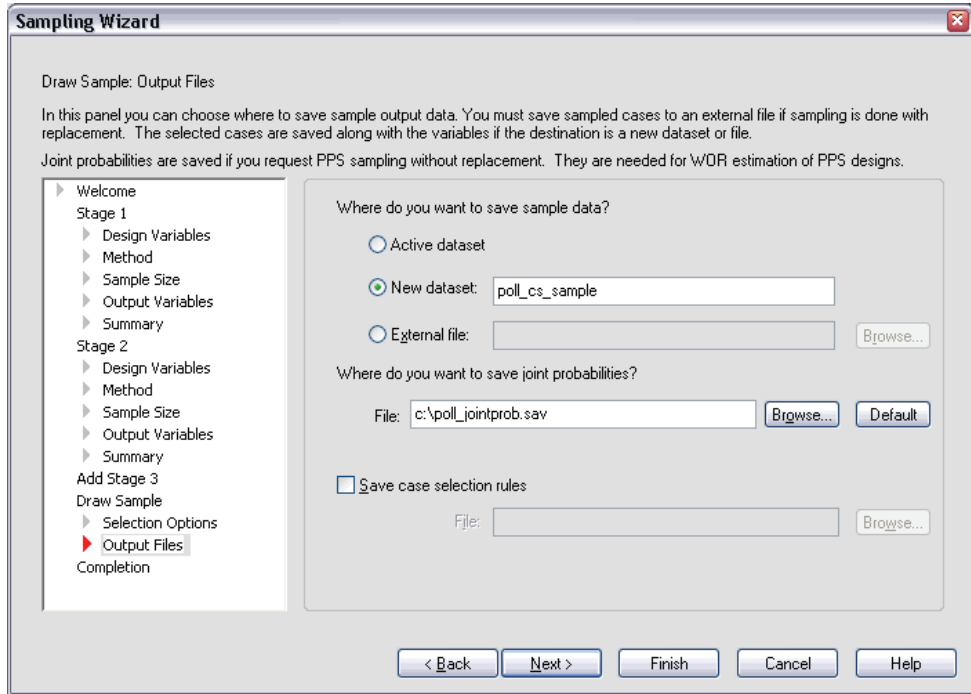 Sampling Wizard
Draw Sample: Output Files
In this panel you can choose where to save sample output data. You must save sampled cases to an external file if sampling is done with
replacement. The selected cases are saved along with the variables if the destination is a new dataset or file.
Joint probabilities are saved if you request PPS sampling without replacement. They are needed for WOR estimation of PPS designs.
Welcome
Stage 1
Design Variables
Method
Sample Size
Output Variables
Summary
Stage 2
Design Variables
Method
Sample Size
Output Variables
Summary
Add Stage 3
Draw Sample
Selection Options
Output Files
Completion
Where do you want to save sample data?
Active dataset
New dataset: poll_cs_sample
External file: Browse...
Where do you want to save joint probabilities?
File: c:\poll_jointprob.sav Browse... Default
Save case selection rules
File: Browse...
< Back Next > Finish Cancel Help